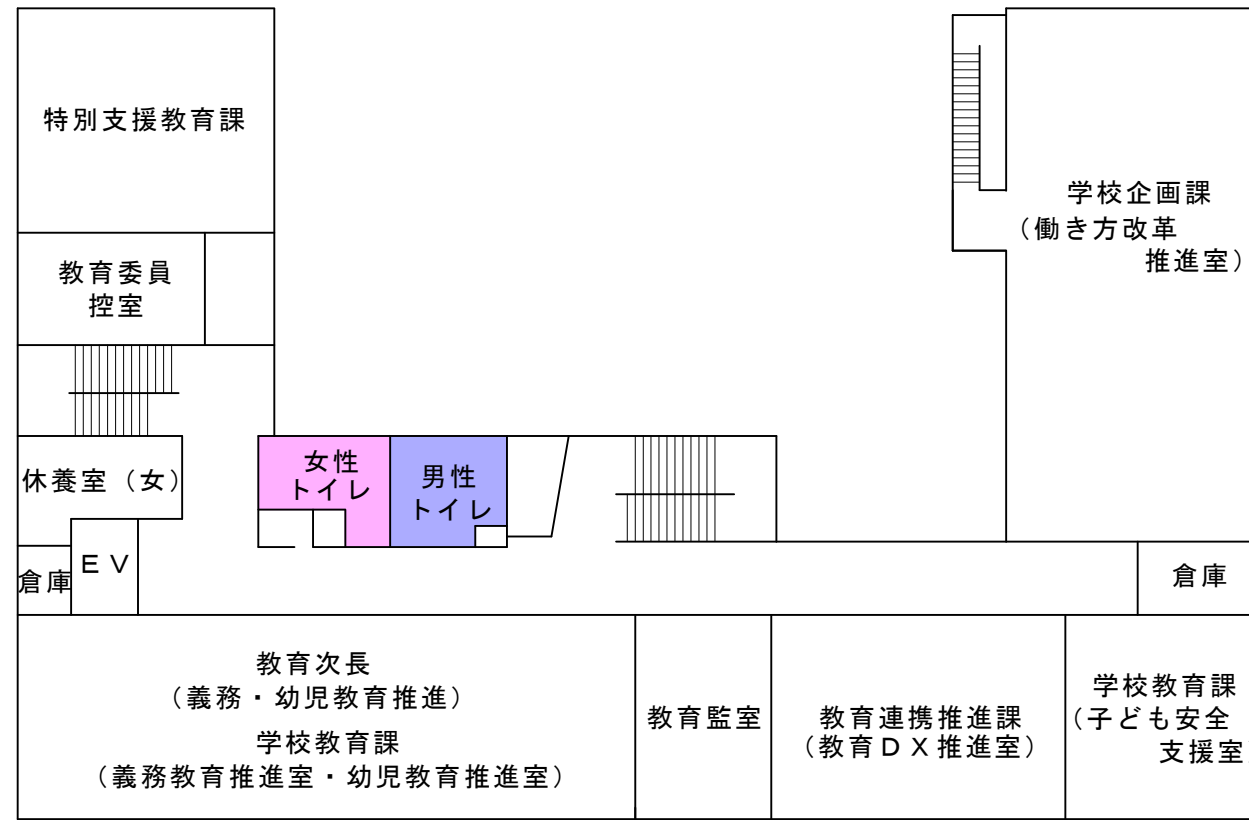 特別支援教育課
学校企画課
（働き方改革
推進室）
教育委員
控室
休養室（女）
女性
トイレ
男性
トイレ
ＥＶ
倉庫
倉庫
教育次長
（義務・幼児教育推進）
学校教育課
（義務教育推進室・幼児教育推進室）
教育監室
教育連携推進課
（教育ＤＸ推進室）
学校教育課
（子ども安全
支援室）